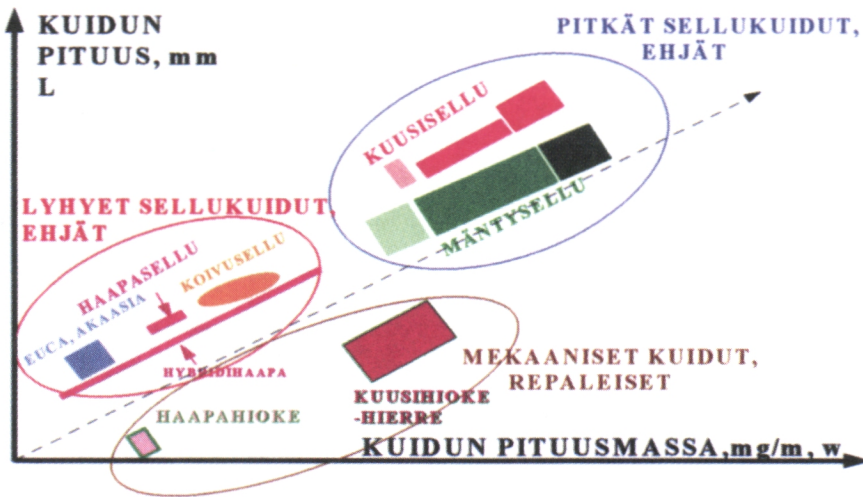 KUIDUN
PITUUS, mm
L
PITKÄT SELLUKUIDUT,
EHJÄT
KUUSISELLU
MÄNTYSELLU
LYHYET SELLUKUIDUT,
EHJÄT
HAAPASELLU
KOIVUSELLU
EUCA, AKAASIA
HYBRIDIHAAPA
MEKAANISET KUIDUT,
REPALEISET
KUUSIHIOKE
-HIERRE
HAAPAHIOKE
KUIDUN PITUUSMASSA,mg/m, w